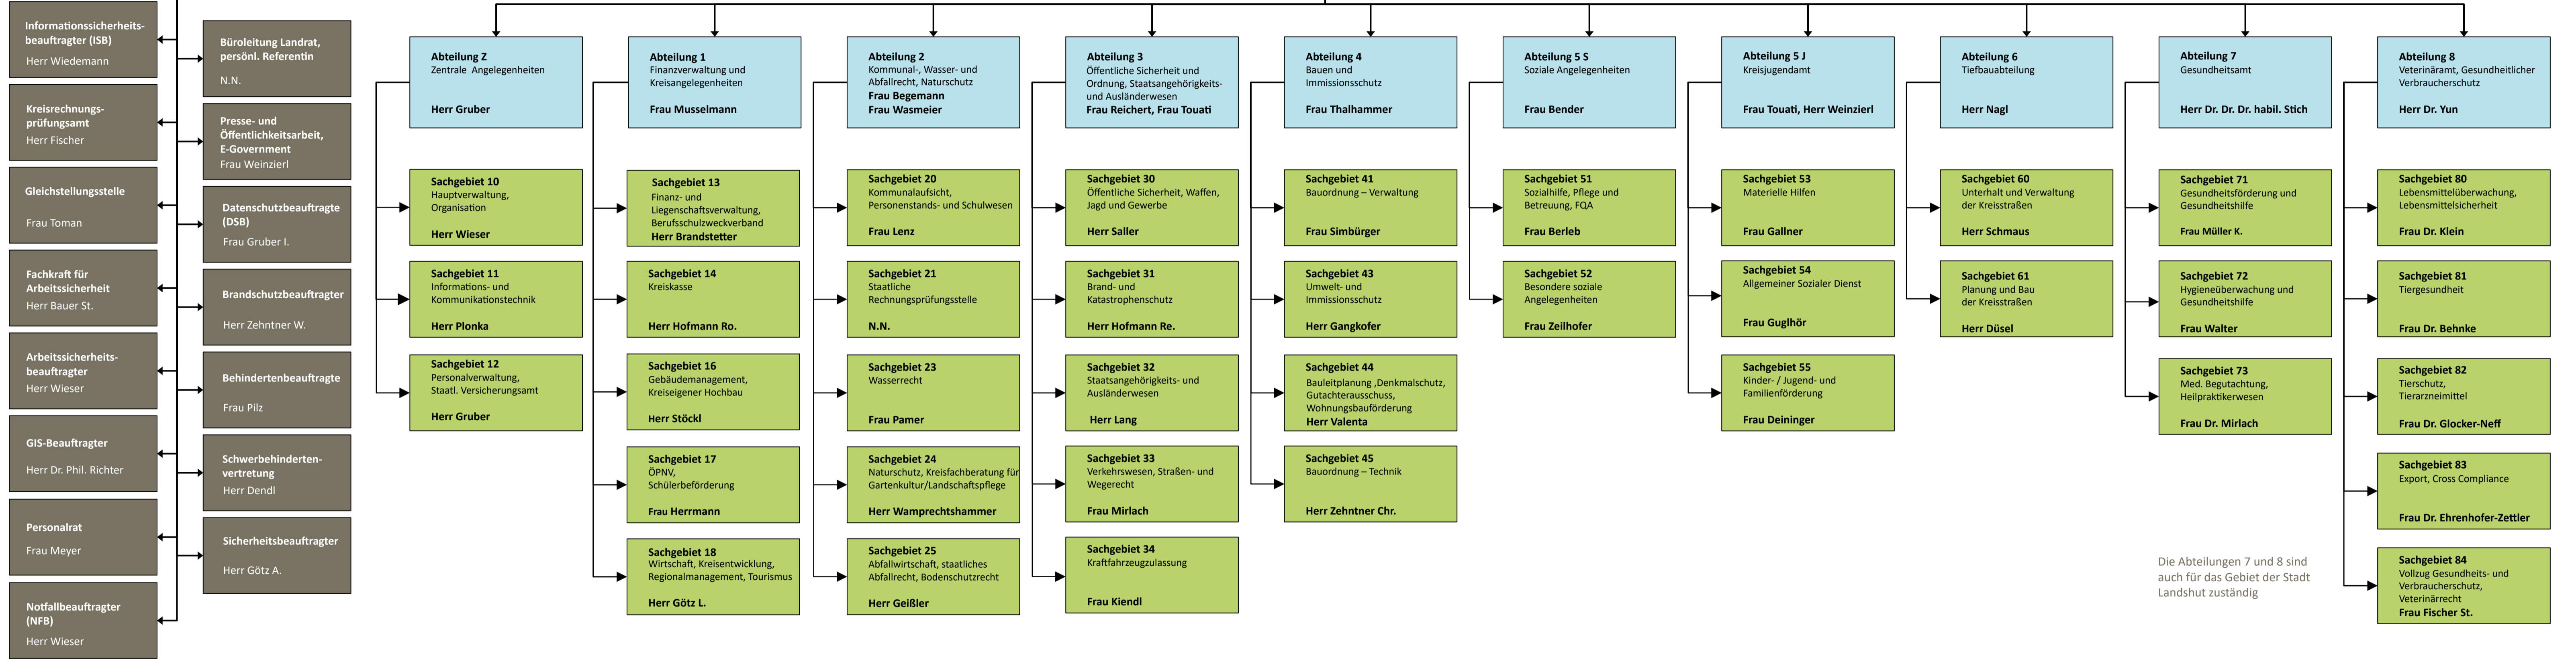 Informationssicherheits-
beauftragter (ISB)
Herr Wiedemann
Kreisrechnungs-
prüfungsamt
Herr Fischer
Gleichstellungsstelle
Frau Toman
Fachkraft für
Arbeitssicherheit
Herr Bauer St.
Arbeitssicherheits-
beauftragter
Herr Wieser
GIS-Beauftragter
Herr Dr. Phil. Richter
Personalrat
Frau Meyer
Notfallbeauftragter
(NFB)
Herr Wieser
Büroleitung Landrat,
persönl. Referentin
N.N.
Presse- und
Öffentlichkeitsarbeit,
E-Government
Frau Weinzierl
Datenschutzbeauftragte
(DSB)
Frau Gruber I.
Brandschutzbeauftragter
Herr Zehntner W.
Behindertenbeauftragte
Frau Pilz
Schwerbehinderten-
vertretung
Herr Dendl
Sicherheitsbeauftragter
Herr Götz A.
Abteilung Z
Zentrale Angelegenheiten
Herr Gruber
Sachgebiet 10
Hauptverwaltung,
Organisation
Herr Wieser
Sachgebiet 11
Informations- und
Kommunikationstechnik
Herr Plonka
Sachgebiet 12
Personalverwaltung,
Staatl. Versicherungsamt
Herr Gruber
Abteilung 1
Finanzverwaltung und
Kreisangelegenheiten
Frau Musselmann
Sachgebiet 13
Finanz- und
Liegenschaftsverwaltung,
Berufsschulzweckverband
Herr Brandstetter
Sachgebiet 14
Kreiskasse
Herr Hofmann Ro.
Sachgebiet 16
Gebäudemanagement,
Kreiseigener Hochbau
Herr Stöckl
Sachgebiet 17
ÖPNV,
Schülerbeförderung
Frau Herrmann
Sachgebiet 18
Wirtschaft, Kreisentwicklung,
Regionalmanagement, Tourismus
Herr Götz L.
Abteilung 2
Kommunal-, Wasser- und
Abfallrecht, Naturschutz
Frau Begemann
Frau Wasmeier
Sachgebiet 20
Kommunalaufsicht,
Personenstands- und Schulwesen
Frau Lenz
Sachgebiet 21
Staatliche
Rechnungsprüfungsstelle
N.N.
Sachgebiet 23
Wasserrecht
Frau Pamer
Sachgebiet 24
Naturschutz, Kreisfachberatung für
Gartenkultur/Landschaftspflege
Herr Wamprechtshammer
Sachgebiet 25
Abfallwirtschaft, staatliches
Abfallrecht, Bodenschutzrecht
Herr Geißler
Abteilung 3
Öffentliche Sicherheit und
Ordnung, Staatsangehörigkeits-
und Ausländerwesen
Frau Reichert, Frau Touati
Sachgebiet 30
Öffentliche Sicherheit, Waffen,
Jagd und Gewerbe
Herr Saller
Sachgebiet 31
Brand- und
Katastrophenschutz
Herr Hofmann Re.
Sachgebiet 32
Staatsangehörigkeits- und
Ausländerwesen
Herr Lang
Sachgebiet 33
Verkehrswesen, Straßen- und
Wegerecht
Frau Mirlach
Sachgebiet 34
Kraftfahrzeugzulassung
Frau Kiendl
Abteilung 4
Bauen und
Immissionsschutz
Frau Thalhammer
Sachgebiet 41
Bauordnung – Verwaltung
Frau Simbürger
Sachgebiet 43
Umwelt- und
Immissionsschutz
Herr Gangkofer
Sachgebiet 44
Bauleitplanung ,Denkmalschutz,
Gutachterausschuss,
Wohnungsbauförderung
Herr Valenta
Sachgebiet 45
Bauordnung – Technik
Herr Zehntner Chr.
Abteilung 5 S
Soziale Angelegenheiten
Frau Bender
Sachgebiet 51
Sozialhilfe, Pflege und
Betreuung, FQA
Frau Berleb
Sachgebiet 52
Besondere soziale
Angelegenheiten
Frau Zeilhofer
Abteilung 5 J
Kreisjugendamt
Frau Touati, Herr Weinzierl
Sachgebiet 53
Materielle Hilfen
Frau Gallner
Sachgebiet 54
Allgemeiner Sozialer Dienst
Frau Guglhör
Sachgebiet 55
Kinder- / Jugend- und
Familienförderung
Frau Deininger
Abteilung 6
Tiefbauabteilung
Herr Nagl
Sachgebiet 60
Unterhalt und Verwaltung
der Kreisstraßen
Herr Schmaus
Sachgebiet 61
Planung und Bau
der Kreisstraßen
Herr Düsel
Abteilung 7
Gesundheitsamt
Herr Dr. Dr. Dr. habil. Stich
Sachgebiet 71
Gesundheitsförderung und
Gesundheitshilfe
Frau Müller K.
Sachgebiet 72
Hygieneüberwachung und
Gesundheitshilfe
Frau Walter
Sachgebiet 73
Med. Begutachtung,
Heilpraktikerwesen
Frau Dr. Mirlach
Die Abteilungen 7 und 8 sind
auch für das Gebiet der Stadt
Landshut zuständig
Abteilung 8
Veterinäramt, Gesundheitlicher
Verbraucherschutz
Herr Dr. Yun
Sachgebiet 80
Lebensmittelüberwachung,
Lebensmittelsicherheit
Frau Dr. Klein
Sachgebiet 81
Tiergesundheit
Frau Dr. Behnke
Sachgebiet 82
Tierschutz,
Tierarzneimittel
Frau Dr. Glocker-Neff
Sachgebiet 83
Export, Cross Compliance
Frau Dr. Ehrenhofer-Zettler
Sachgebiet 84
Vollzug Gesundheits- und
Verbraucherschutz,
Veterinärrecht
Frau Fischer St.